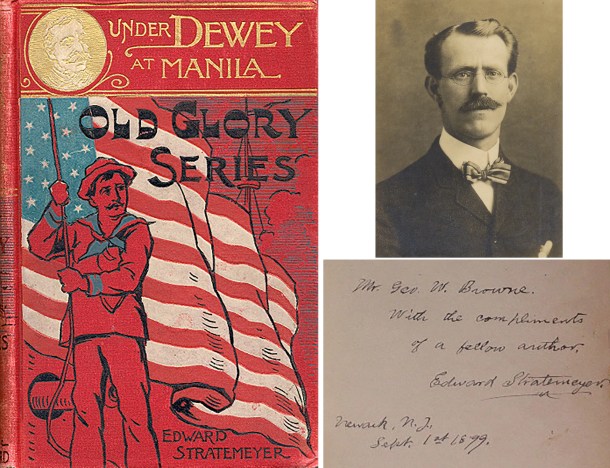 UNDER DEWEY
AT MANILA
OLD GLORY
SERIES
EDWARD
STRATEMEYER
Mr. Geo. W. Browne.
With the compliments
of a fellow author,
Edward Stratemeyer.
Newark, N. J.
Sept. 1st 1899.